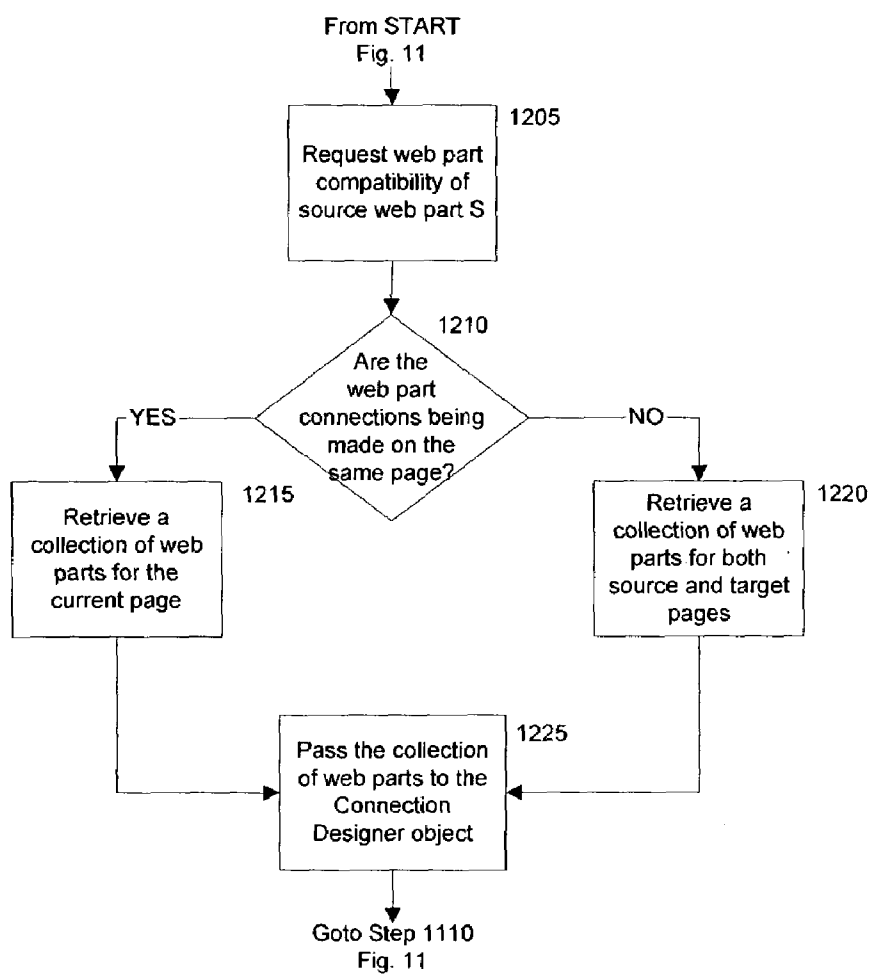 From START
Fig. 11
1205
Request web part
compatibility of
source web part S
1210
Are the
web part
connections being
made on the
same page?
YES
NO
1215
Retrieve a
collection of web
parts for the
current page
1220
Retrieve a
collection of web
parts for both
source and target
pages
1225
Pass the collection
of web parts to the
Connection
Designer object
Goto Step 1110
Fig. 11